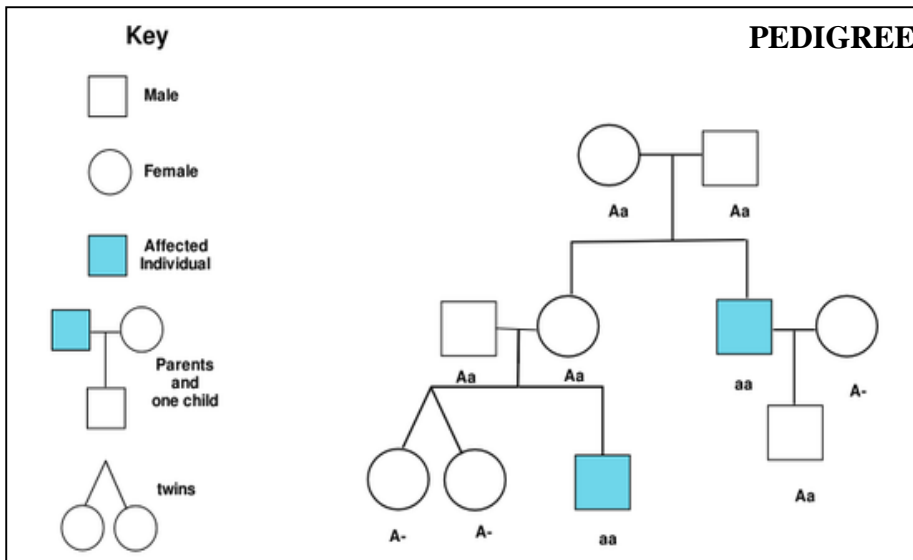 Key
PEDIGREE
Male
Female
Affected
Individual
Parents
and
one child
twins
Aa Aa
Aa Aa aa A-
Aa
A- A- aa